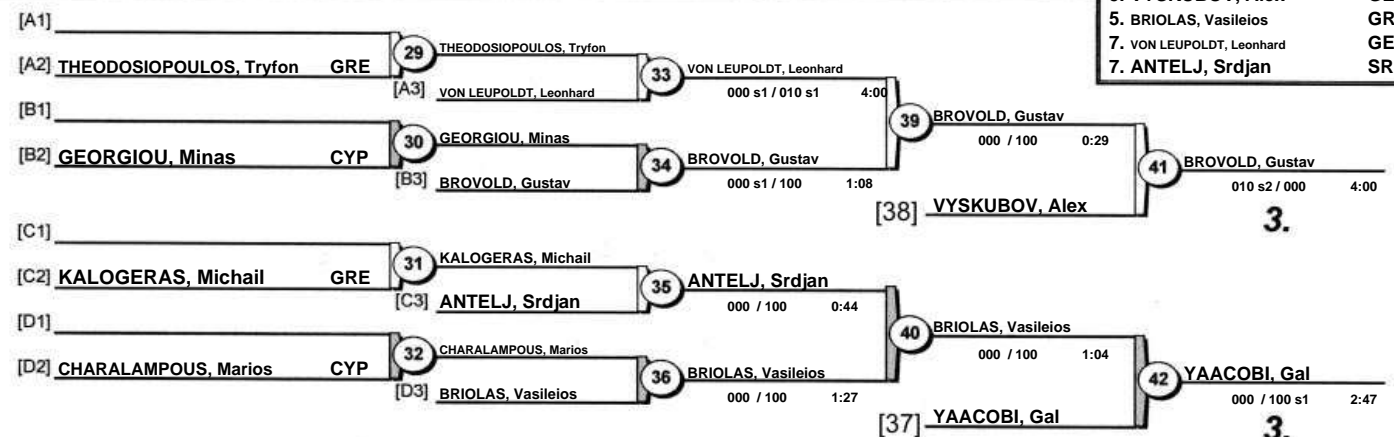 5. BRIOLAS, Vasileios GR
7. VON LEUPOLDT, Leonhard GE
7. ANTELJ, Srdjan SR
[A1]
[A2] THEODOSIOPOULOS, Tryfon GRE
29
[A3]
THEODOSIOPOULOS, Tryfon
VON LEUPOLDT, Leonhard
33
VON LEUPOLDT, Leonhard
000 s1 / 010 s1 4:00
[B1]
[B2] GEORGIOU, Minas CYP
30
[B3]
GEORGIOU, Minas
BROVOLD, Gustav
34
BROVOLD, Gustav
000 s1 / 100 1:08
39
BROVOLD, Gustav
000 / 100 0:29
[38] VYSKUBOV, Alex
41
BROVOLD, Gustav
010 s2 / 000 4:00
3.
[C1]
[C2] KALOGERAS, Michail GRE
31
[C3]
KALOGERAS, Michail
ANTELJ, Srdjan
35
ANTELJ, Srdjan
000 / 100 0:44
[D1]
[D2] CHARALAMPOUS, Marios CYP
32
[D3]
CHARALAMPOUS, Marios
BRIOLAS, Vasileios
36
BRIOLAS, Vasileios
000 / 100 1:27
40
BRIOLAS, Vasileios
000 / 100 1:04
[37] YAACOBI, Gal
42
YAACOBI, Gal
000 / 100 s1 2:47
3.